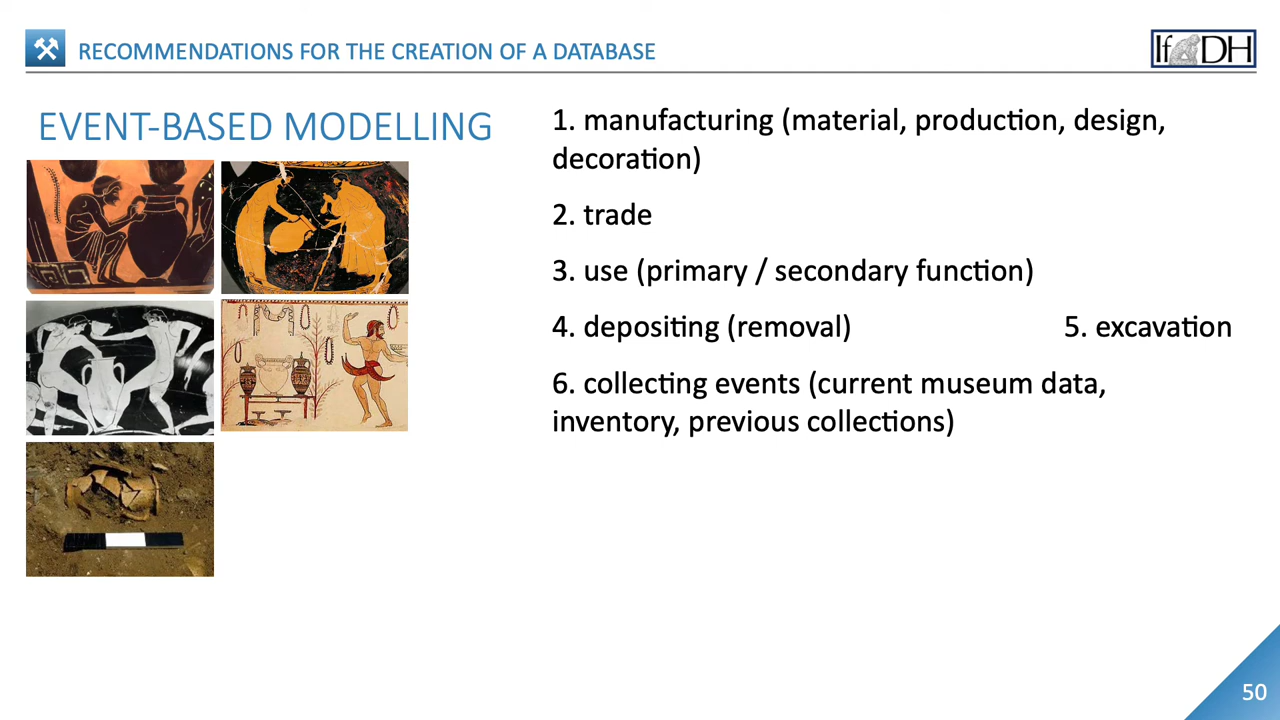 RECOMMENDATIONS FOR THE CREATION OF A DATABASE
IfDH
EVENT-BASED MODELLING
1. manufacturing (material, production, design,
decoration)
2. trade
3. use (primary / secondary function)
4. depositing (removal)
5. excavation
6. collecting events (current museum data,
inventory, previous collections)
50